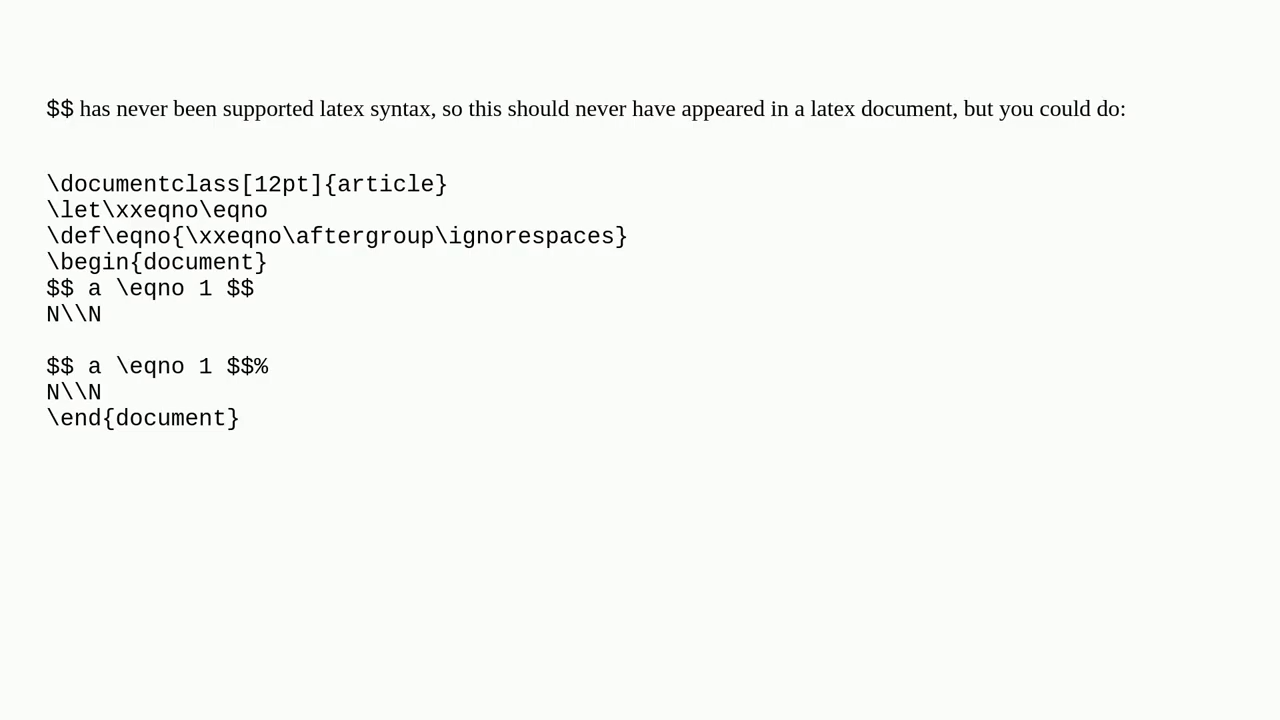 $$ has never been supported latex syntax, so this should never have appeared in a latex document, but you could do:
\documentclass[12pt]{article}
\let\xxeqno\eqno
\def\eqno{\xxeqno\aftergroup\ignorespaces}
\begin{document}
$$ a \eqno 1 $$
N\\N
$$ a \eqno 1 $$%
N\\N
\end{document}